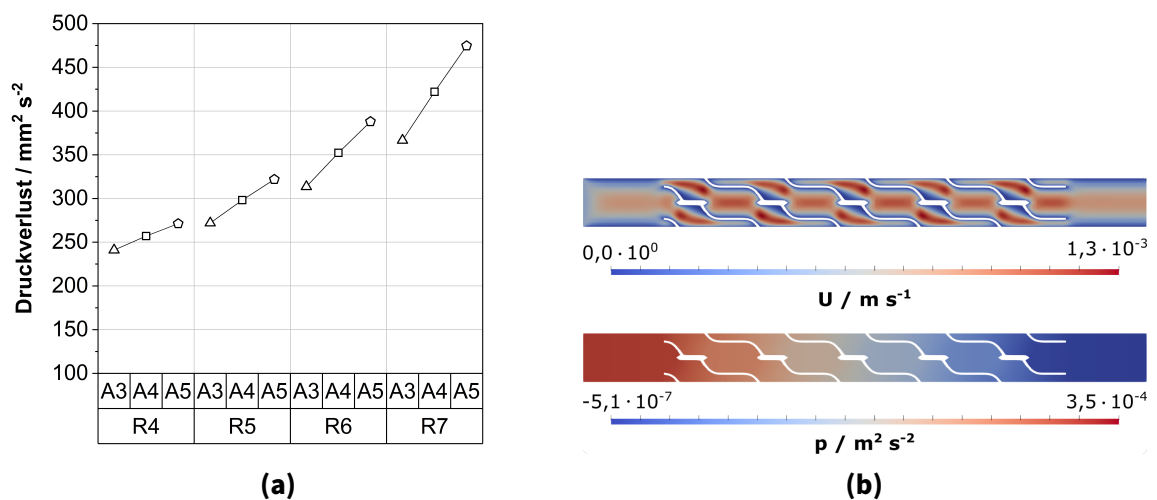 Druckverlust / mm² s⁻²
500
450
400
350
300
250
200
150
100
A3 A4 A5 A3 A4 A5 A3 A4 A5 A3 A4 A5
R4 R5 R6 R7
(a)
0,0 · 10⁰ 1,3 · 10⁻³
U / m s⁻¹
-5,1 · 10⁻⁷ 3,5 · 10⁻⁴
p / m² s⁻²
(b)